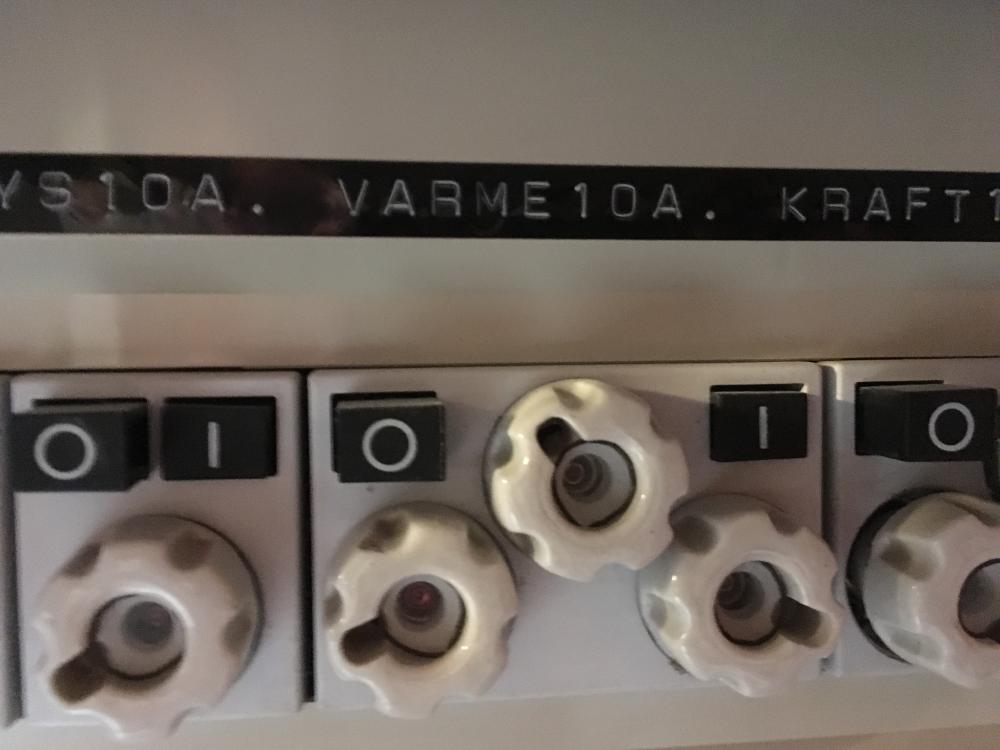 YS10A. VARME10A. KRAFT1
O I O I O